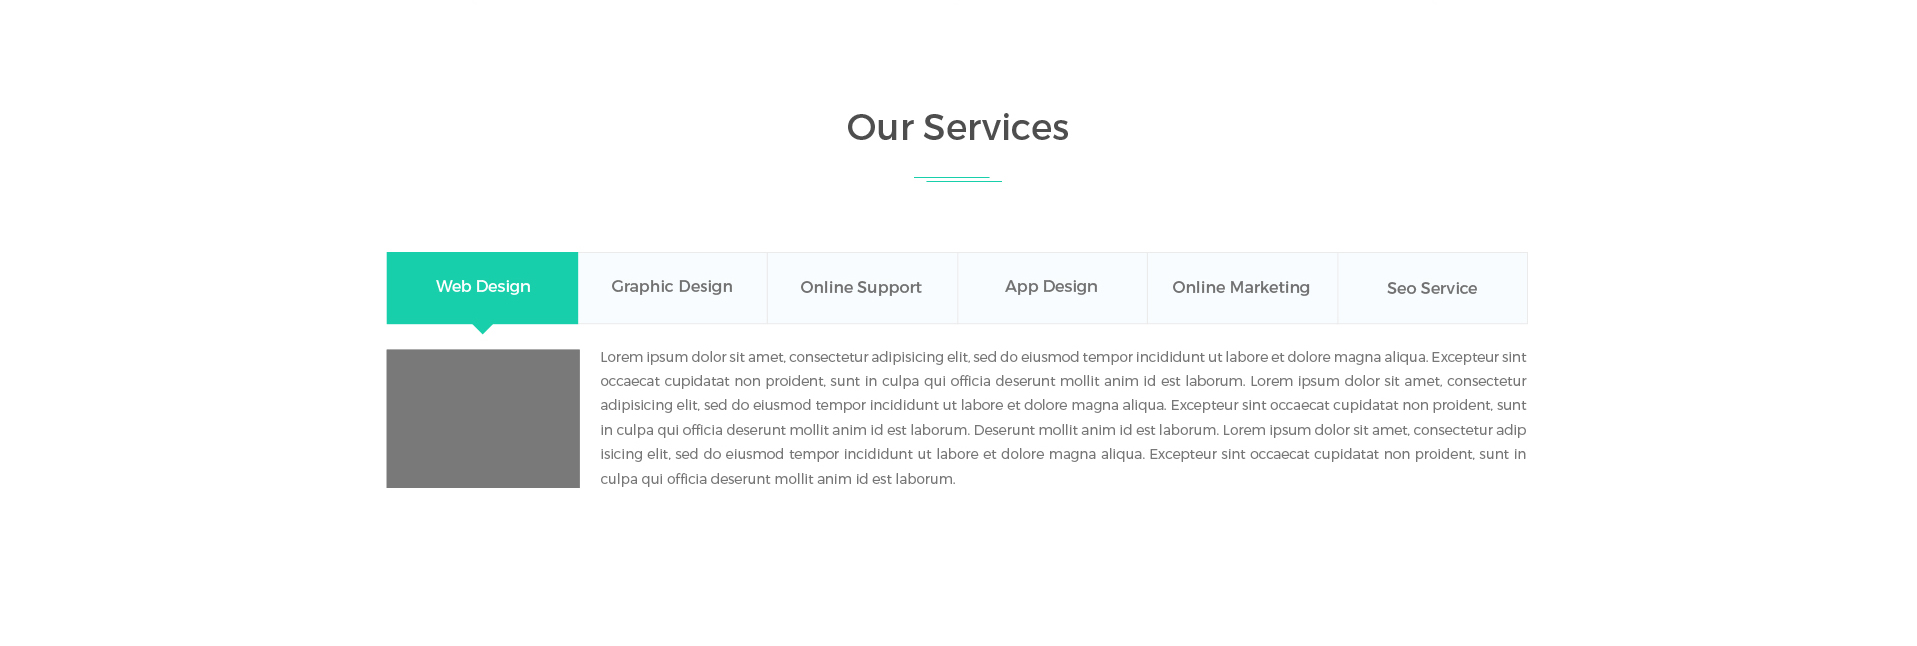 Our Services
Web Design
Graphic Design
Online Support
App Design
Online Marketing
Seo Service
Lorem ipsum dolor sit amet, consectetur adipisicing elit, sed do eiusmod tempor incididunt ut labore et dolore magna aliqua. Excepteur sint
occaecat cupidatat non proident, sunt in culpa qui officia deserunt mollit anim id est laborum. Lorem ipsum dolor sit amet, consectetur
adipisicing elit, sed do eiusmod tempor incididunt ut labore et dolore magna aliqua. Excepteur sint occaecat cupidatat non proident, sunt
in culpa qui officia deserunt mollit anim id est laborum. Deserunt mollit anim id est laborum. Lorem ipsum dolor sit amet, consectetur adip
isicing elit, sed do eiusmod tempor incididunt ut labore et dolore magna aliqua. Excepteur sint occaecat cupidatat non proident, sunt in
culpa qui officia deserunt mollit anim id est laborum.